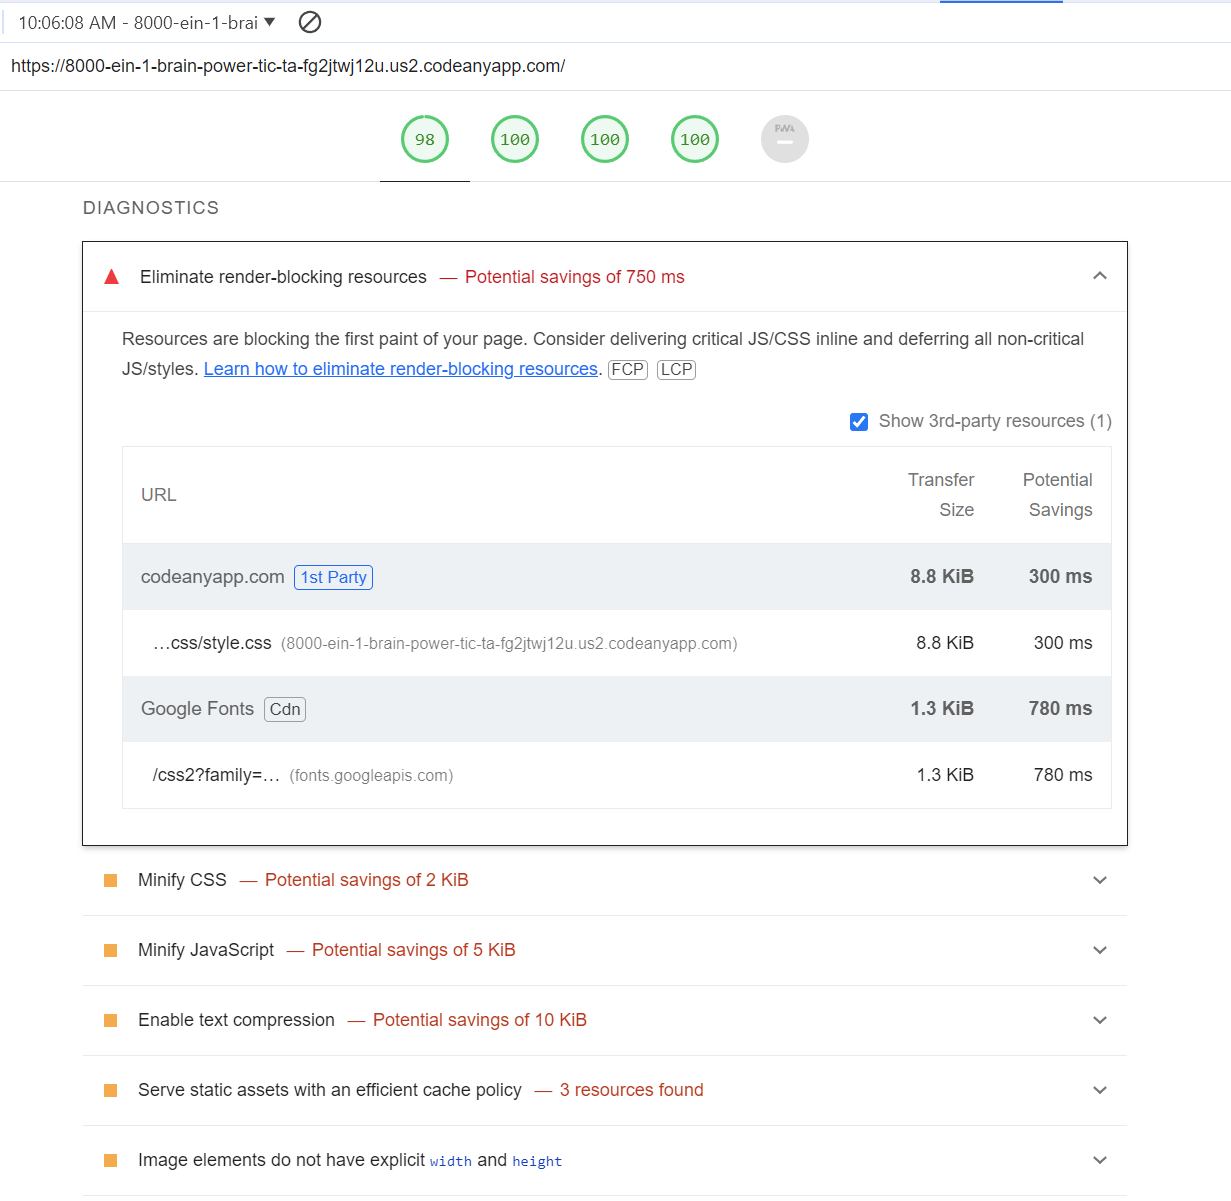 10:06:08 AM - 8000-ein-1-brai
https://8000-ein-1-brain-power-tic-ta-fg2jtwj12u.us2.codeanyapp.com/
98 100 100 100 PWA
DIAGNOSTICS
Eliminate render-blocking resources — Potential savings of 750 ms
Resources are blocking the first paint of your page. Consider delivering critical JS/CSS inline and deferring all non-critical
JS/styles. Learn how to eliminate render-blocking resources. FCP LCP
Show 3rd-party resources (1)
URL Transfer Size Potential Savings
codeanyapp.com 1st Party 8.8 KiB 300 ms
…css/style.css (8000-ein-1-brain-power-tic-ta-fg2jtwj12u.us2.codeanyapp.com) 8.8 KiB 300 ms
Google Fonts Cdn 1.3 KiB 780 ms
/css2?family=… (fonts.googleapis.com) 1.3 KiB 780 ms
Minify CSS — Potential savings of 2 KiB
Minify JavaScript — Potential savings of 5 KiB
Enable text compression — Potential savings of 10 KiB
Serve static assets with an efficient cache policy — 3 resources found
Image elements do not have explicit width and height